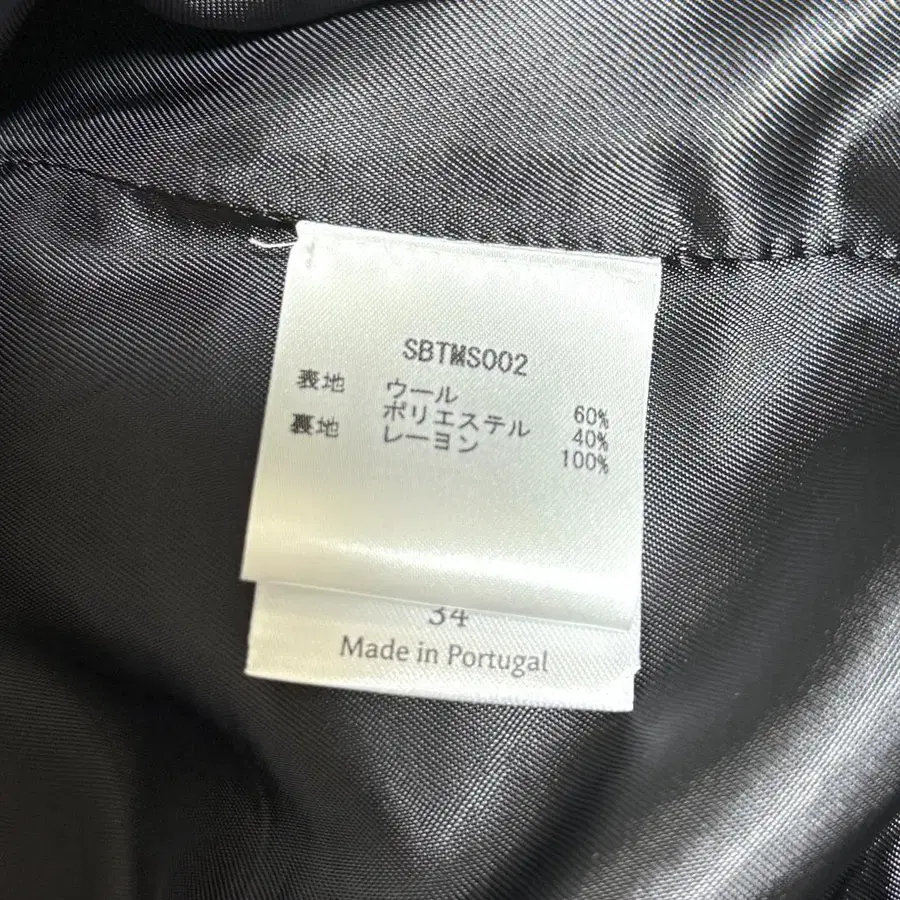 SBTMS002
表地 ウール 60%
ポリエステル 40%
裏地 レーヨン 100%
34
Made in Portugal